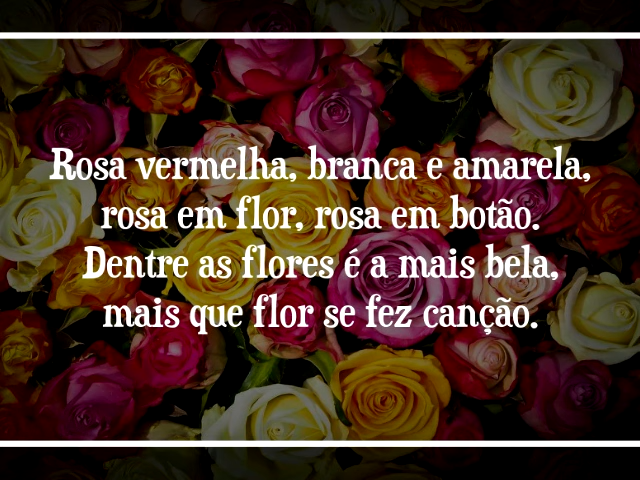 Rosa vermelha, branca e amarela,
rosa em flor, rosa em botão.
Dentre as flores é a mais bela,
mais que flor se fez canção.